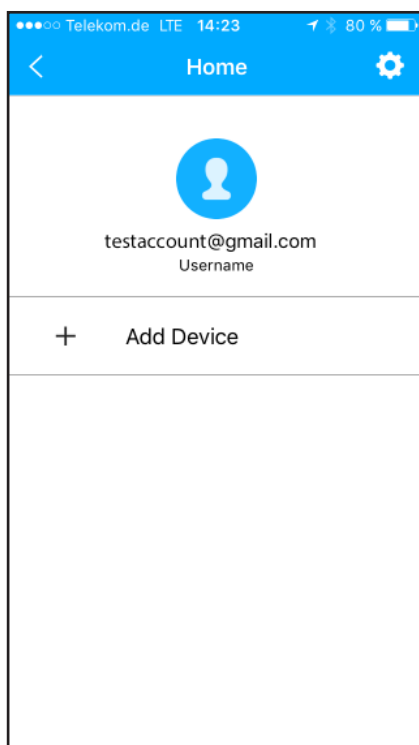 Telekom.de LTE 14:23 80 %
Home
testaccount@gmail.com
Username
+ Add Device